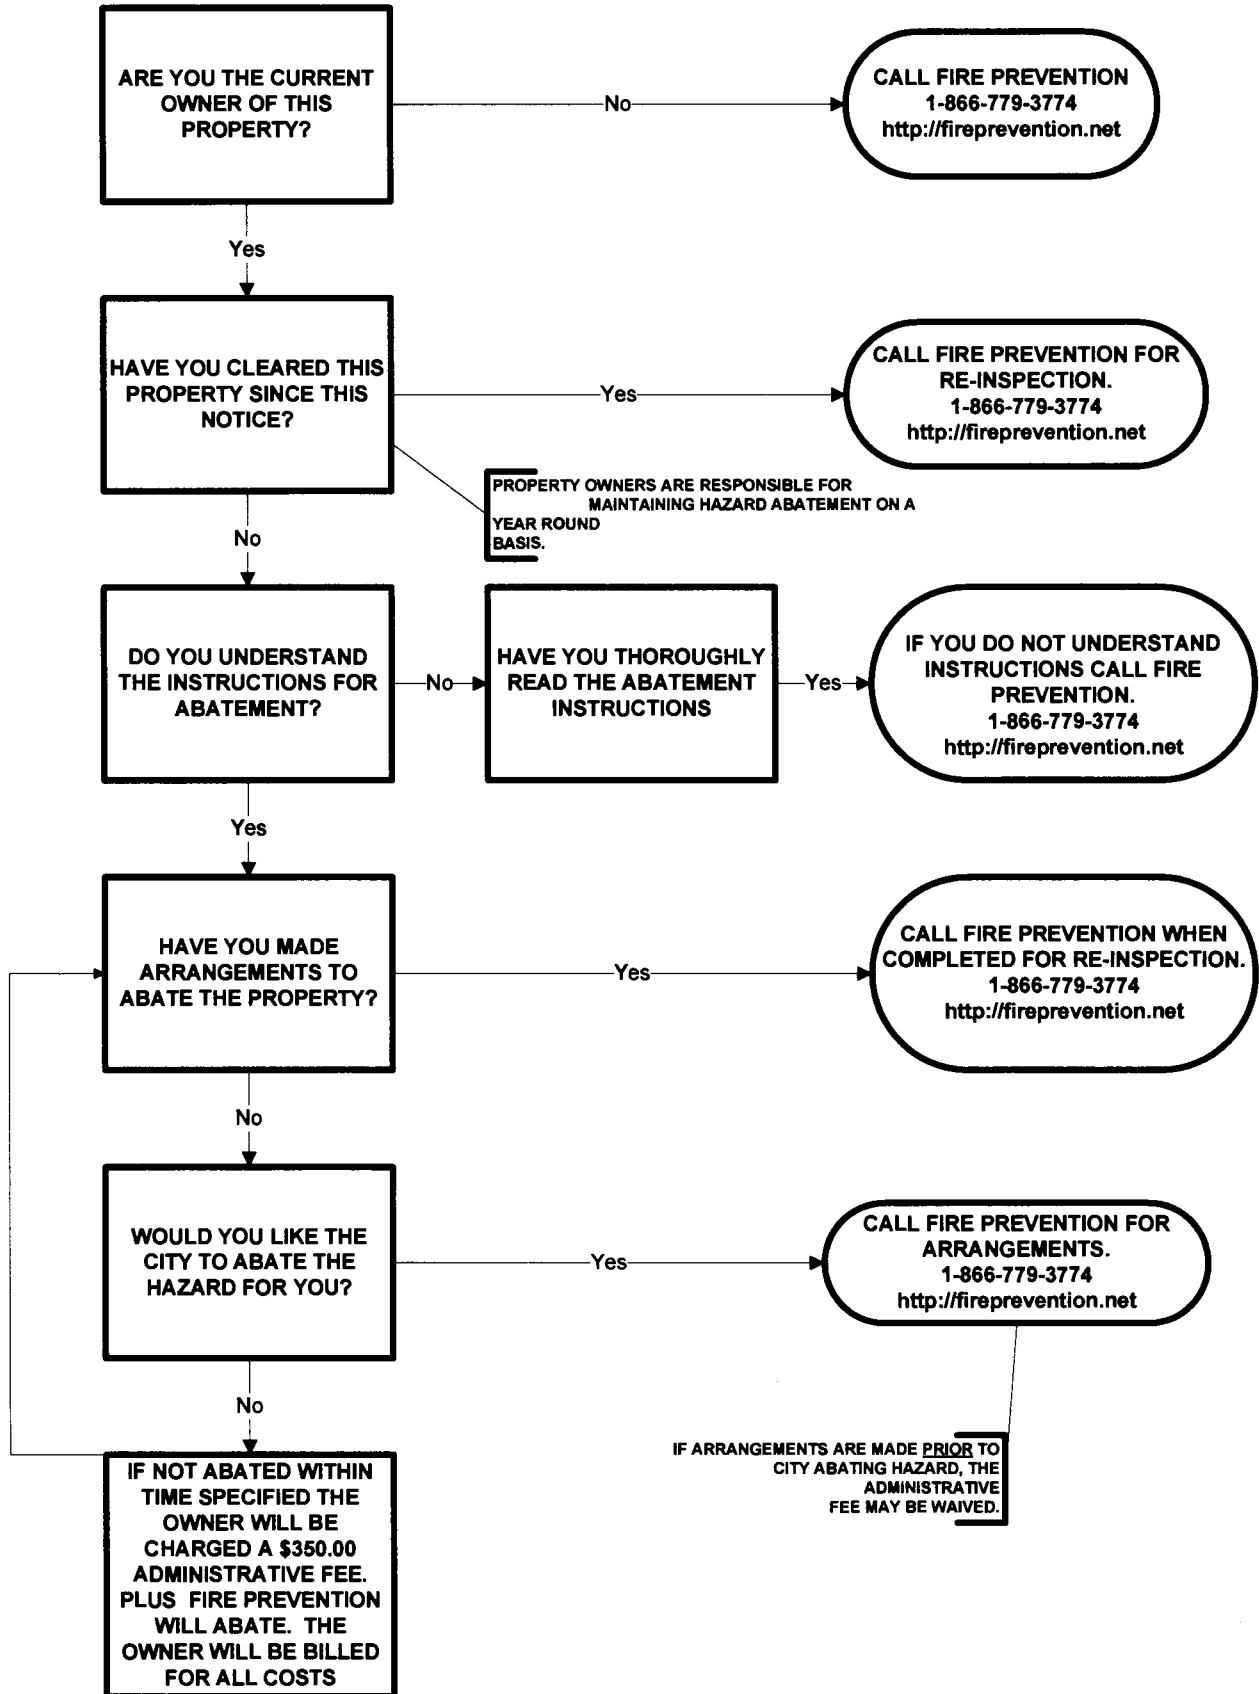 ARE YOU THE CURRENT
OWNER OF THIS
PROPERTY?
No
CALL FIRE PREVENTION
1-866-779-3774
http://fireprevention.net
Yes
HAVE YOU CLEARED THIS
PROPERTY SINCE THIS
NOTICE?
Yes
CALL FIRE PREVENTION FOR
RE-INSPECTION.
1-866-779-3774
http://fireprevention.net
PROPERTY OWNERS ARE RESPONSIBLE FOR
MAINTAINING HAZARD ABATEMENT ON A
YEAR ROUND
BASIS.
No
DO YOU UNDERSTAND
THE INSTRUCTIONS FOR
ABATEMENT?
No
HAVE YOU THOROUGHLY
READ THE ABATEMENT
INSTRUCTIONS
Yes
IF YOU DO NOT UNDERSTAND
INSTRUCTIONS CALL FIRE
PREVENTION.
1-866-779-3774
http://fireprevention.net
Yes
HAVE YOU MADE
ARRANGEMENTS TO
ABATE THE PROPERTY?
Yes
CALL FIRE PREVENTION WHEN
COMPLETED FOR RE-INSPECTION.
1-866-779-3774
http://fireprevention.net
No
WOULD YOU LIKE THE
CITY TO ABATE THE
HAZARD FOR YOU?
Yes
CALL FIRE PREVENTION FOR
ARRANGEMENTS.
1-866-779-3774
http://fireprevention.net
No
IF ARRANGEMENTS ARE MADE PRIOR TO
CITY ABATING HAZARD, THE
ADMINISTRATIVE
FEE MAY BE WAIVED.
IF NOT ABATED WITHIN
TIME SPECIFIED THE
OWNER WILL BE
CHARGED A $350.00
ADMINISTRATIVE FEE.
PLUS FIRE PREVENTION
WILL ABATE. THE
OWNER WILL BE BILLED
FOR ALL COSTS